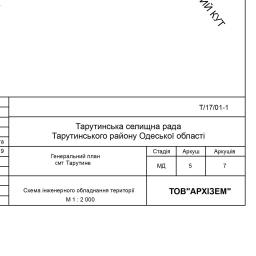 ИЙ КУТ
Т/17/01-1
Тарутинська селищна рада
Тарутинського району Одеської області
9
Генеральний план
смт Тарутине
Стадія Аркуш Аркушів
МД 5 7
Схема інженерного обладнання території
М 1 : 2 000
ТОВ"АРХІЗЕМ"